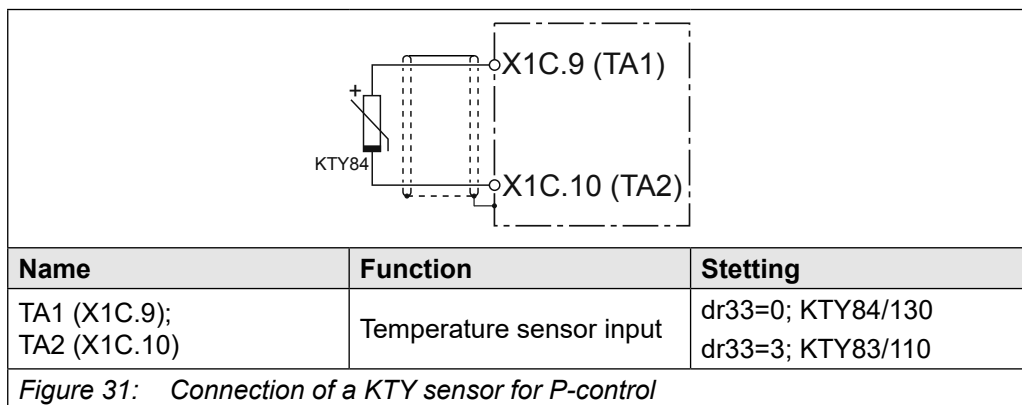 X1C.9 (TA1)
+
KTY84
X1C.10 (TA2)
Name Function Stetting
TA1 (X1C.9);
TA2 (X1C.10)
Temperature sensor input
dr33=0; KTY84/130
dr33=3; KTY83/110
Figure 31: Connection of a KTY sensor for P-control